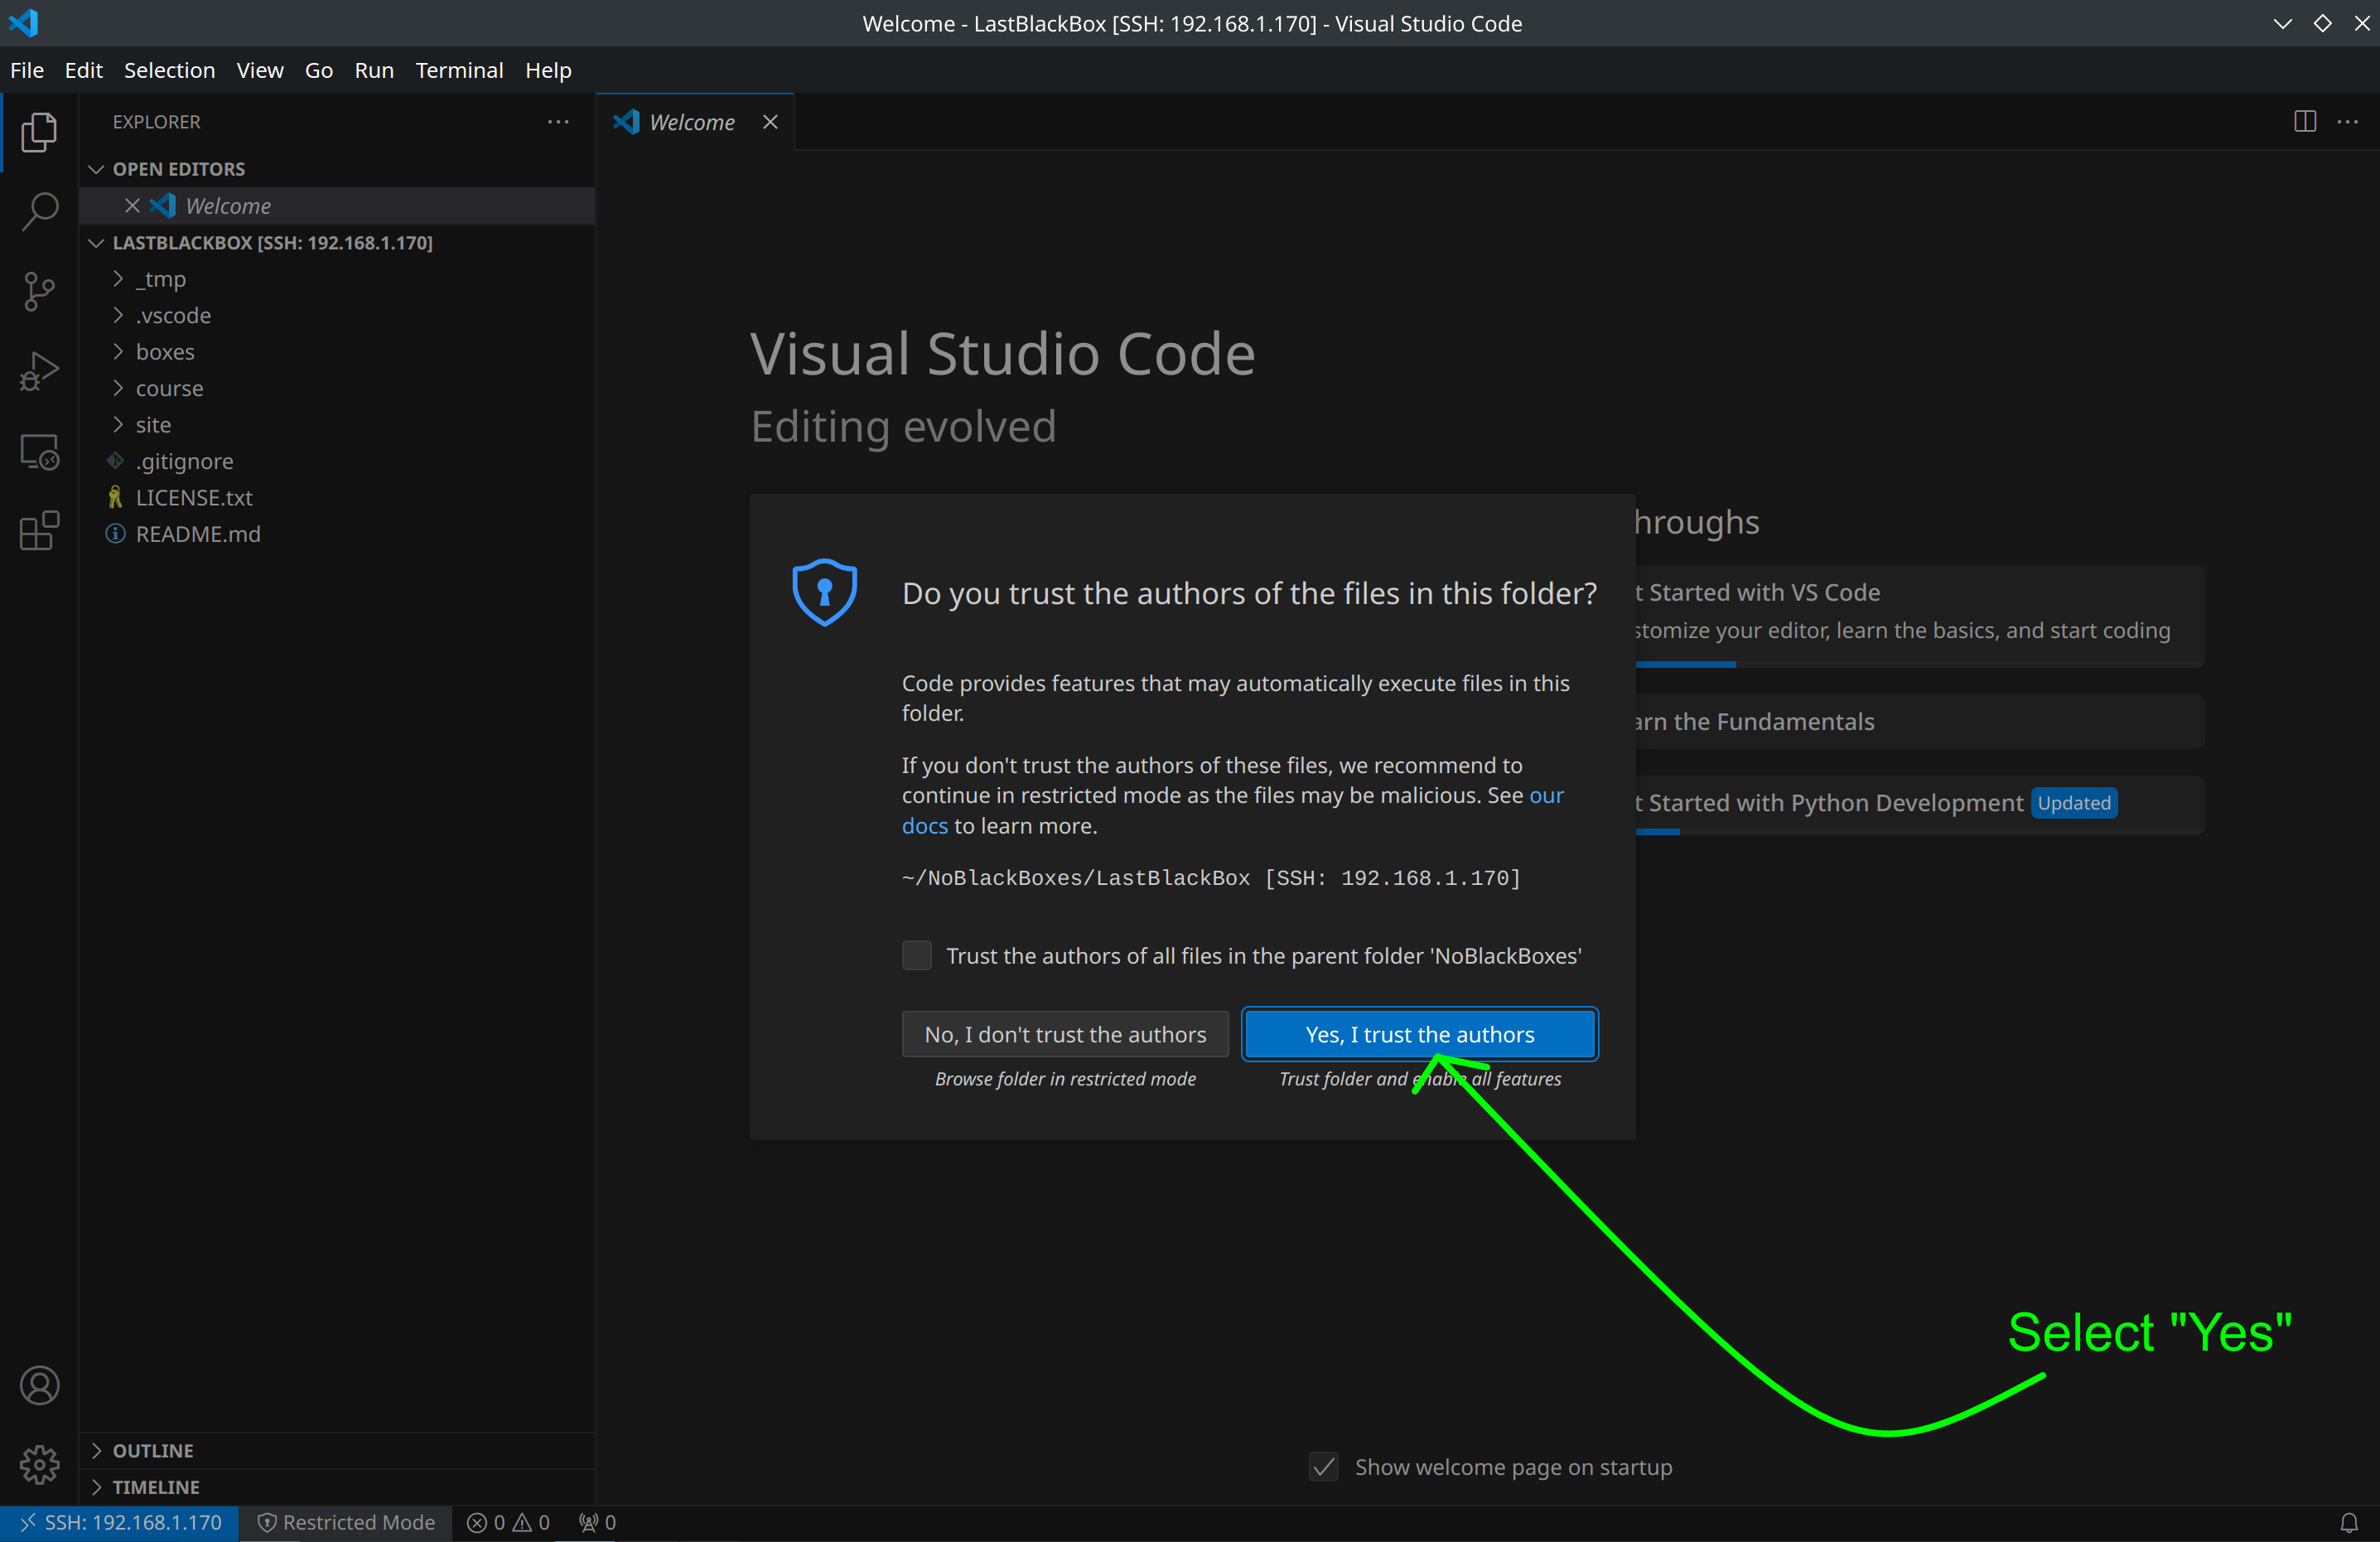 Welcome - LastBlackBox [SSH: 192.168.1.170] - Visual Studio Code
File Edit Selection View Go Run Terminal Help
EXPLORER
Welcome
OPEN EDITORS
Welcome
LASTBLACKBOX [SSH: 192.168.1.170]
_tmp
.vscode
boxes
course
site
.gitignore
LICENSE.txt
README.md
Visual Studio Code
Editing evolved
hroughs
t Started with VS Code
stomize your editor, learn the basics, and start coding
arn the Fundamentals
t Started with Python Development Updated
Do you trust the authors of the files in this folder?
Code provides features that may automatically execute files in this
folder.
If you don't trust the authors of these files, we recommend to
continue in restricted mode as the files may be malicious. See our
docs to learn more.
~/NoBlackBoxes/LastBlackBox [SSH: 192.168.1.170]
Trust the authors of all files in the parent folder 'NoBlackBoxes'
No, I don't trust the authors
Yes, I trust the authors
Browse folder in restricted mode
Trust folder and enable all features
Select "Yes"
Show welcome page on startup
OUTLINE
TIMELINE
SSH: 192.168.1.170 Restricted Mode 0 0 0